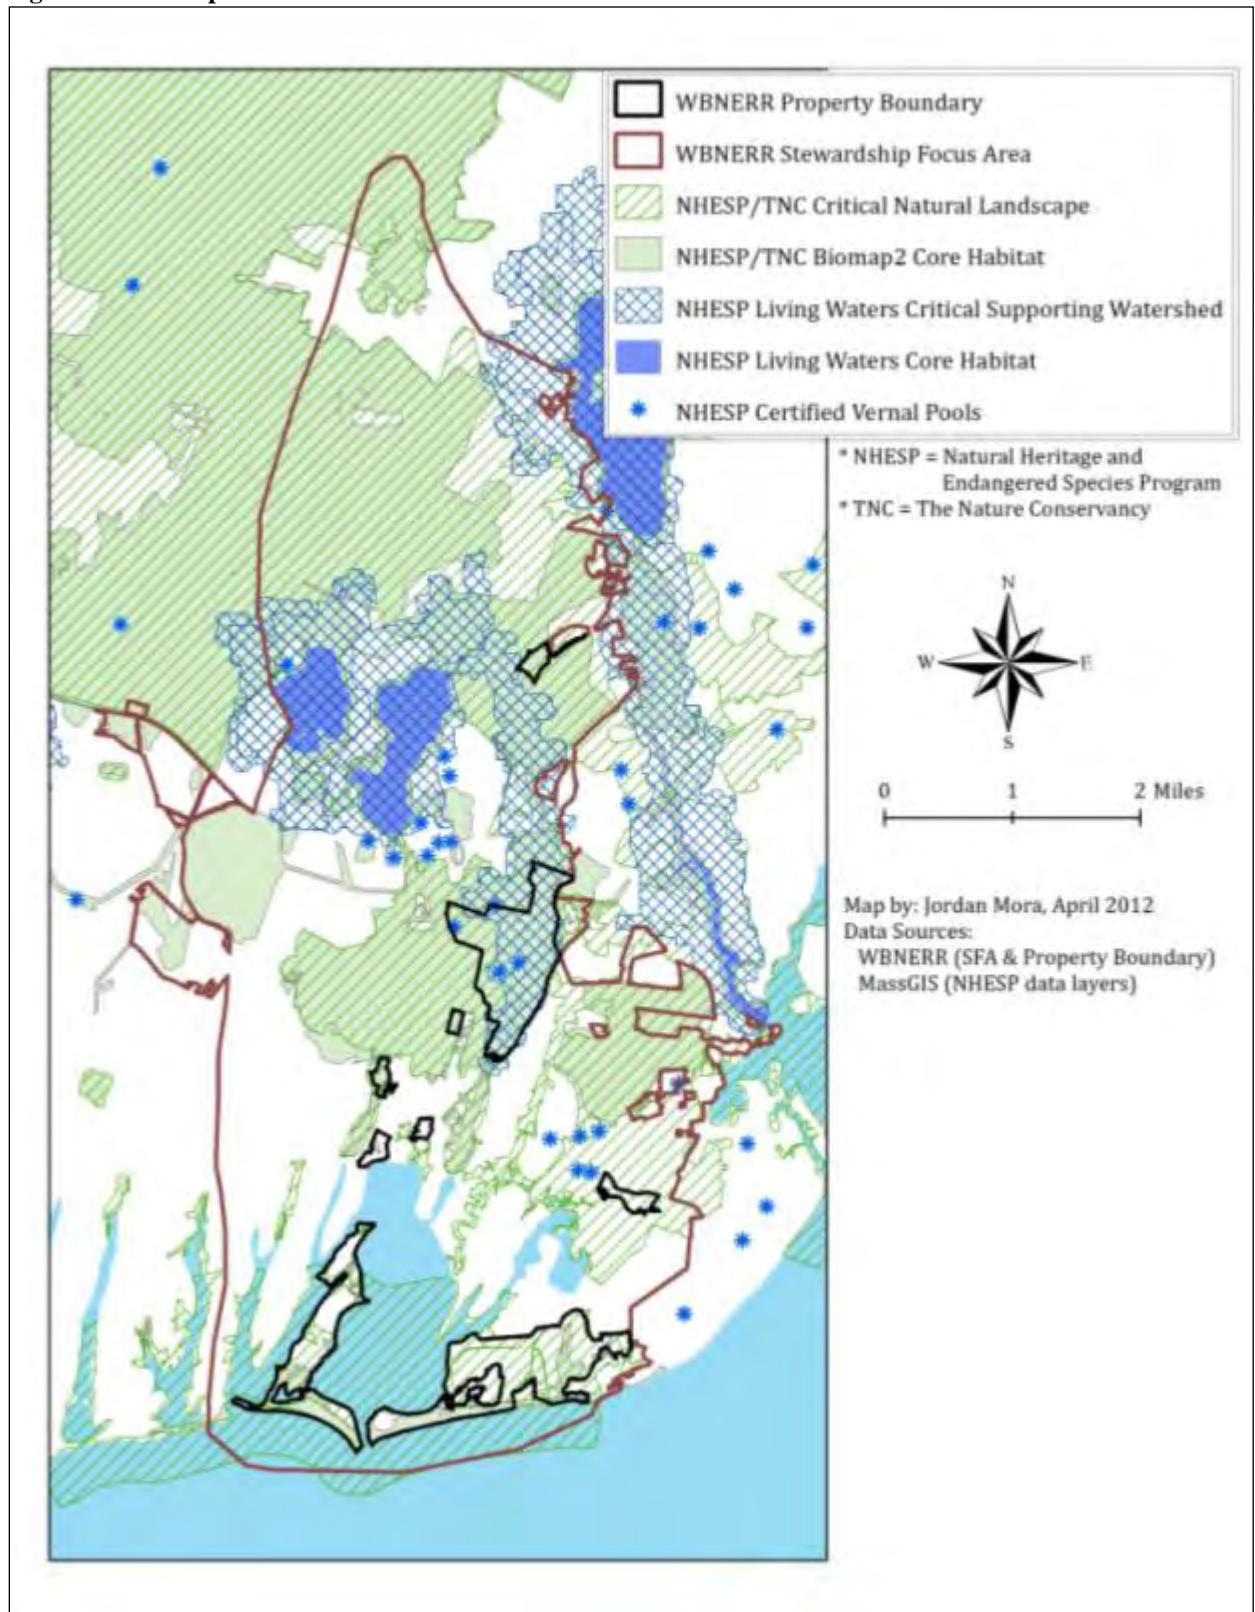 WBNERR Property Boundary
WBNERR Stewardship Focus Area
NHESP/TNC Critical Natural Landscape
NHESP/TNC Biomap2 Core Habitat
NHESP Living Waters Critical Supporting Watershed
NHESP Living Waters Core Habitat
NHESP Certified Vernal Pools
* NHESP = Natural Heritage and
Endangered Species Program
* TNC = The Nature Conservancy
N
W E
S
0 1 2 Miles
Map by: Jordan Mora, April 2012
Data Sources:
WBNERR (SFA & Property Boundary)
MassGIS (NHESP data layers)